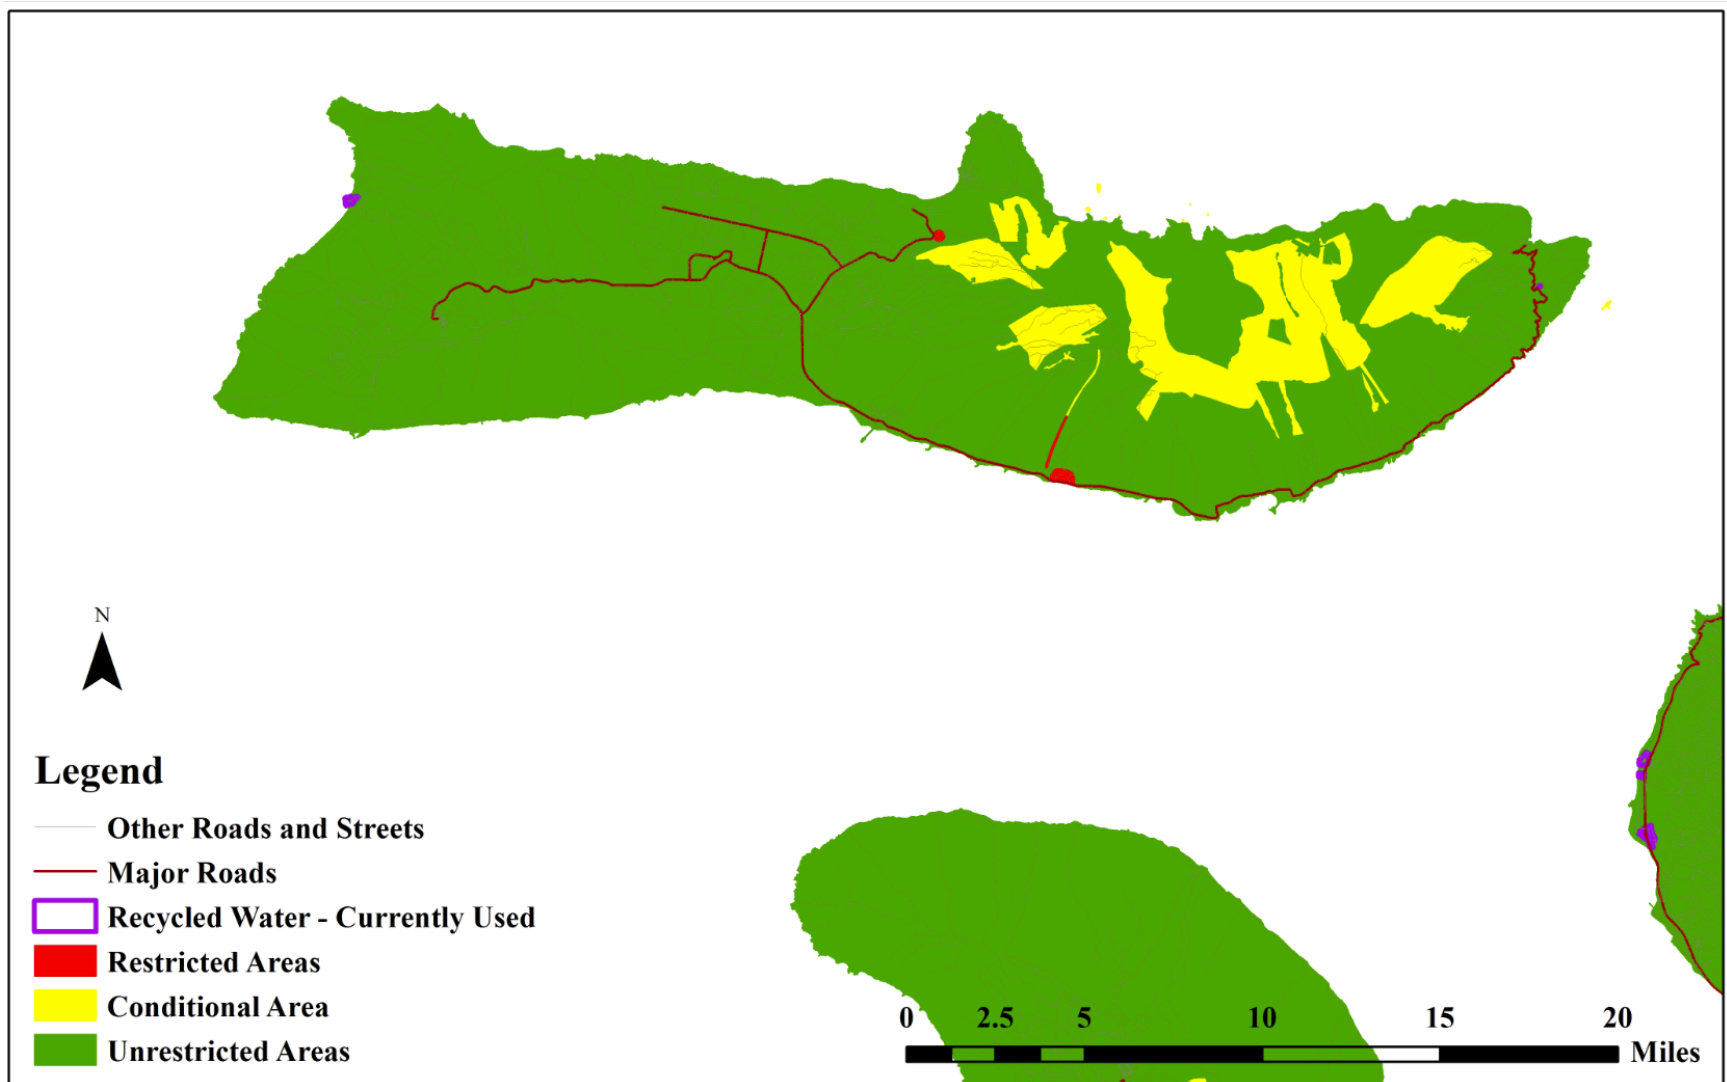 N
Legend
Other Roads and Streets
Major Roads
Recycled Water - Currently Used
Restricted Areas
Conditional Area
Unrestricted Areas
0 2.5 5 10 15 20
Miles